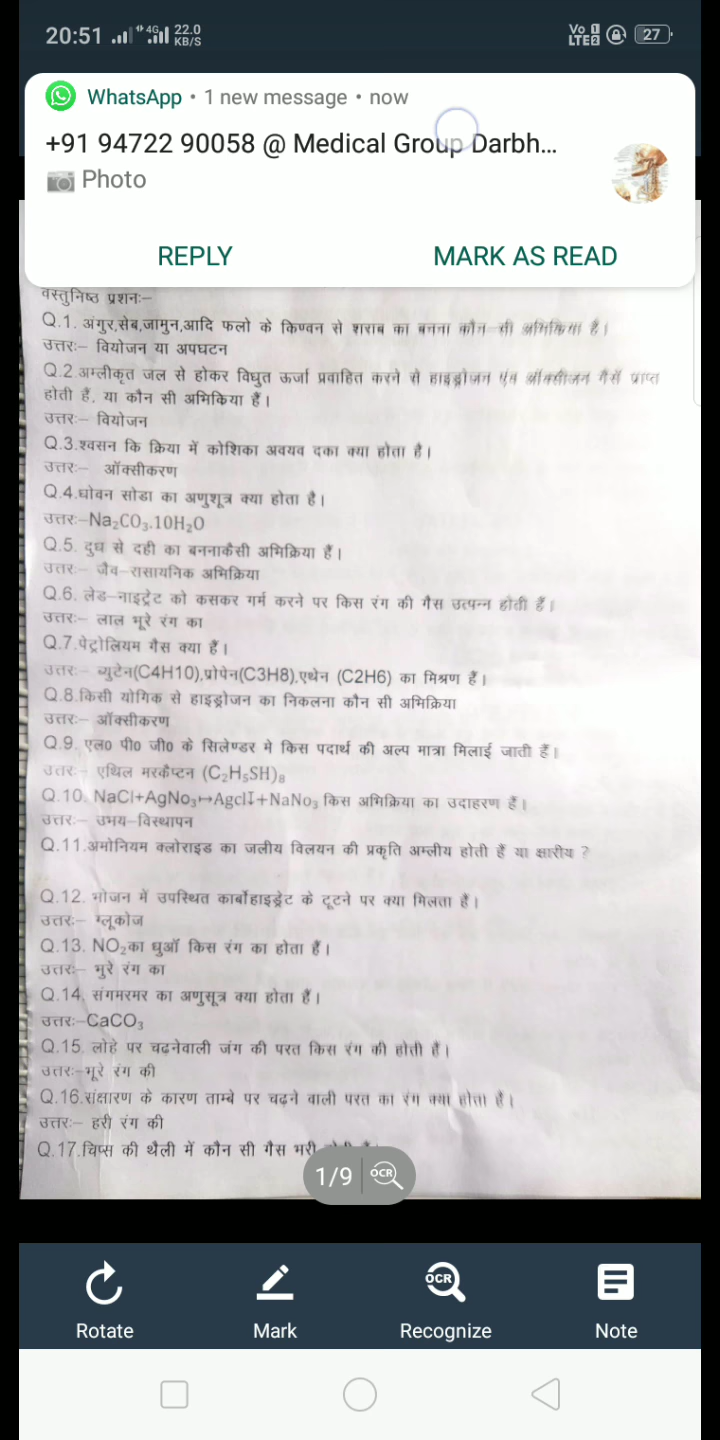 20:51 4G 22.0 KB/S Vo LTE 1 2 27
WhatsApp • 1 new message • now
+91 94722 90058 @ Medical Group Darbh...
Photo
REPLY MARK AS READ
वस्तुनिष्ठ प्रशनः–
Q.1. अंगुर,सेब,जामुन,आदि फलो के किण्वन से शराब का बनना कौन सी अभिकिया है।
उत्तरः– वियोजन या अपघटन
Q.2.अम्लीकृत जल से होकर विधुत ऊर्जा प्रवाहित करने से हाइड्रोजन एंव ऑक्सीजन गैसें प्राप्त
होती हैं, या कौन सी अभिकिया हैं।
उत्तरः– वियोजन
Q.3.श्वसन कि क्रिया में कोशिका अवयव दका क्या होता है।
उत्तरः– ऑक्सीकरण
Q.4.घोवन सोडा का अणुशूत्र क्या होता है।
उत्तरः–Na₂CO₃.10H₂O
Q.5. दुध से दही का बननाकैसी अभिक्रिया हैं।
उत्तरः– जैव–रासायनिक अभिक्रिया
Q.6. लेड–नाइट्रेट को कसकर गर्म करने पर किस रंग की गैस उत्पन्न होती हैं।
उत्तरः– लाल भूरे रंग का
Q.7.पेट्रोलियम गैस क्या हैं।
उत्तरः– ब्युटेन(C4H10),प्रोपेन(C3H8),एथेन (C2H6) का मिश्रण हैं।
Q.8.किसी योगिक से हाइड्रोजन का निकलना कौन सी अभिक्रिया
उत्तरः– ऑक्सीकरण
Q.9. एल0 पी0 जी0 के सिलेण्डर मे किस पदार्थ की अल्प मात्रा मिलाई जाती हैं।
उत्तरः– एथिल मरकैप्टन (C₂H₅SH)₈
Q.10. NaCl+AgNo₃↦Agcl↧+NaNo₃ किस अभिक्रिया का उदाहरण हैं।
उत्तरः– उभय–विस्थापन
Q.11.अमोनियम क्लोराइड का जलीय विलयन की प्रकृति अम्लीय होती हैं या क्षारीय ?
Q.12. भोजन में उपस्थित कार्बोहाइड्रेट के टूटने पर क्या मिलता हैं।
उत्तरः– ग्लूकोज
Q.13. NO₂का धुऑ किस रंग का होता हैं।
उत्तरः– भुरे रंग का
Q.14. संगमरमर का अणुसूत्र क्या होता हैं।
उत्तरः–CaCO₃
Q.15. लोहे पर चढनेवाली जंग की परत किस रंग की होती हैं।
उत्तरः–भूरे रंग की
Q.16.संक्षारण के कारण ताम्बे पर चढ़ने वाली परत का रंग क्या होता है।
उत्तरः– हरी रंग की
Q.17.चिप्स की थैली में कौन सी गैस भरी
1/9 OCR
OCR
Rotate Mark Recognize Note